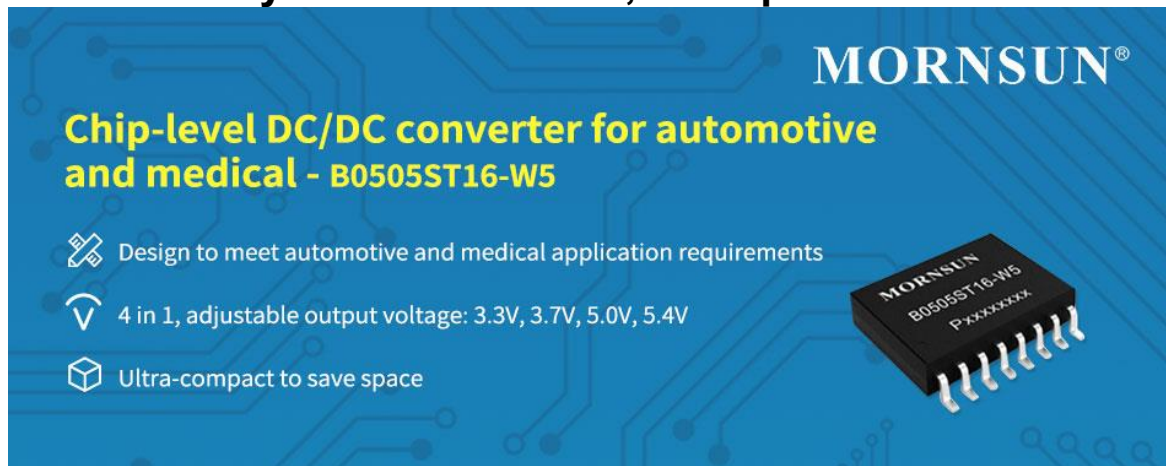 MORNSUN®
Chip-level DC/DC converter for automotive
and medical - B0505ST16-W5
Design to meet automotive and medical application requirements
4 in 1, adjustable output voltage: 3.3V, 3.7V, 5.0V, 5.4V
Ultra-compact to save space
MORNSUN
B0505ST16-W5
Pxxxxxxxx